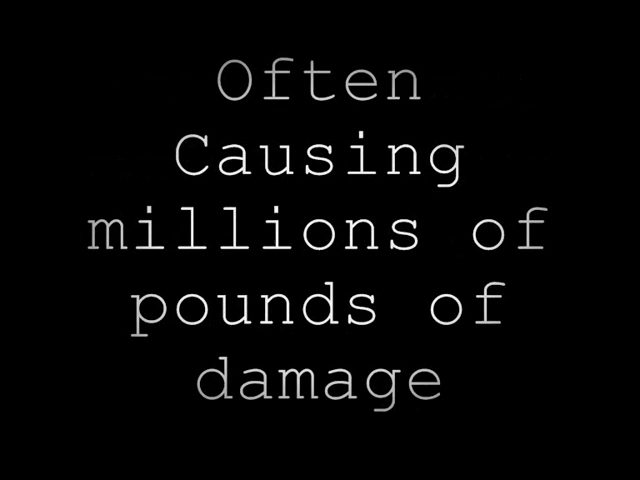 Often
Causing
millions of
pounds of
damage